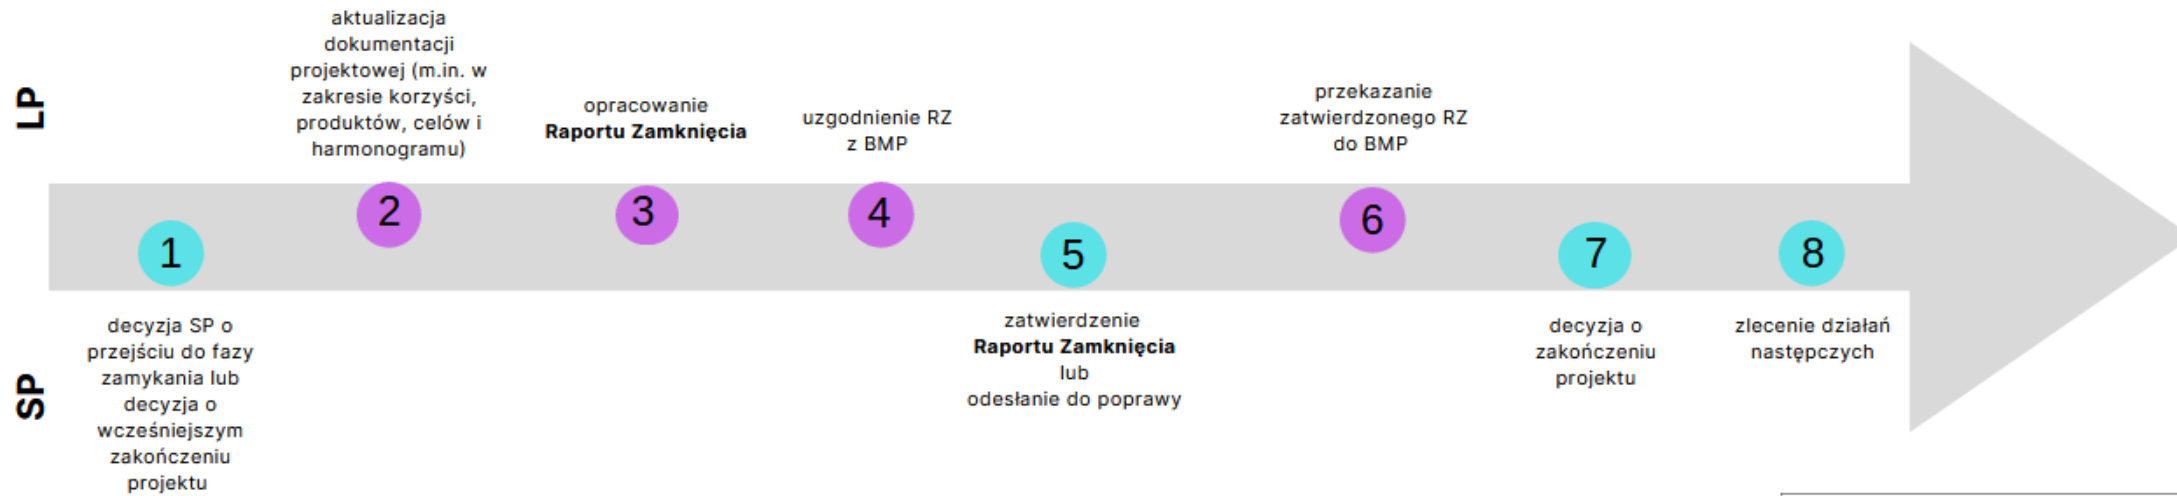 LP
aktualizacja
dokumentacji
projektowej (m.in. w
zakresie korzyści,
produktów, celów i
harmonogramu)
opracowanie
Raportu Zamknięcia
uzgodnienie RZ
z BMP
przekazanie
zatwierdzonego RZ
do BMP
1
2
3
4
5
6
7
8
SP
decyzja SP o
przejściu do fazy
zamykania lub
decyzja o
wcześniejszym
zakończeniu
projektu
zatwierdzenie
Raportu Zamknięcia
lub
odesłanie do poprawy
decyzja o
zakończeniu
projektu
zlecenie działań
następczych